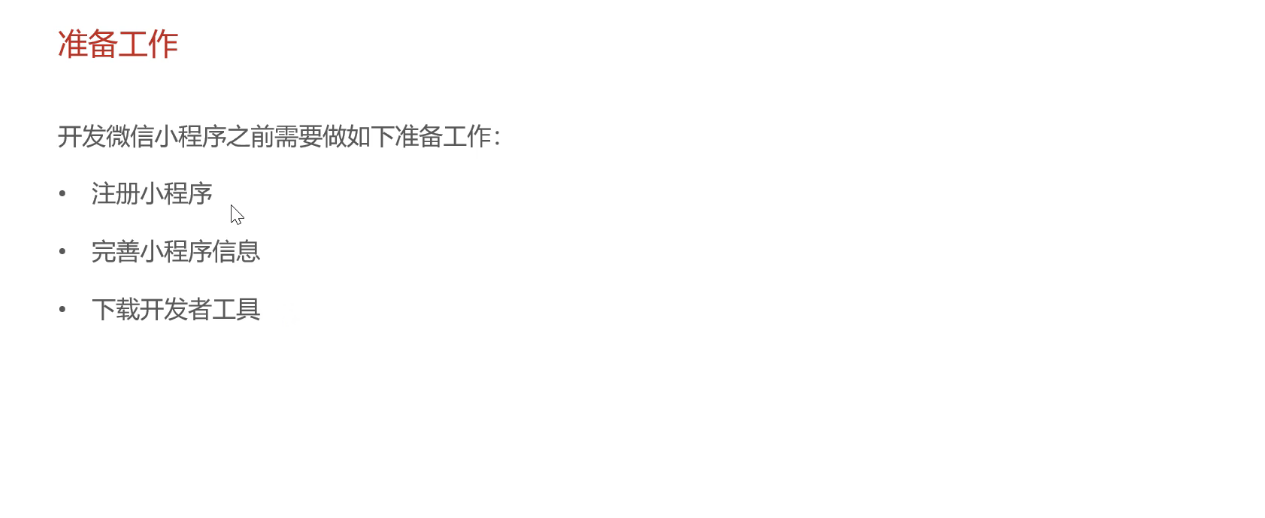 准备工作
开发微信小程序之前需要做如下准备工作：
• 注册小程序
• 完善小程序信息
• 下载开发者工具